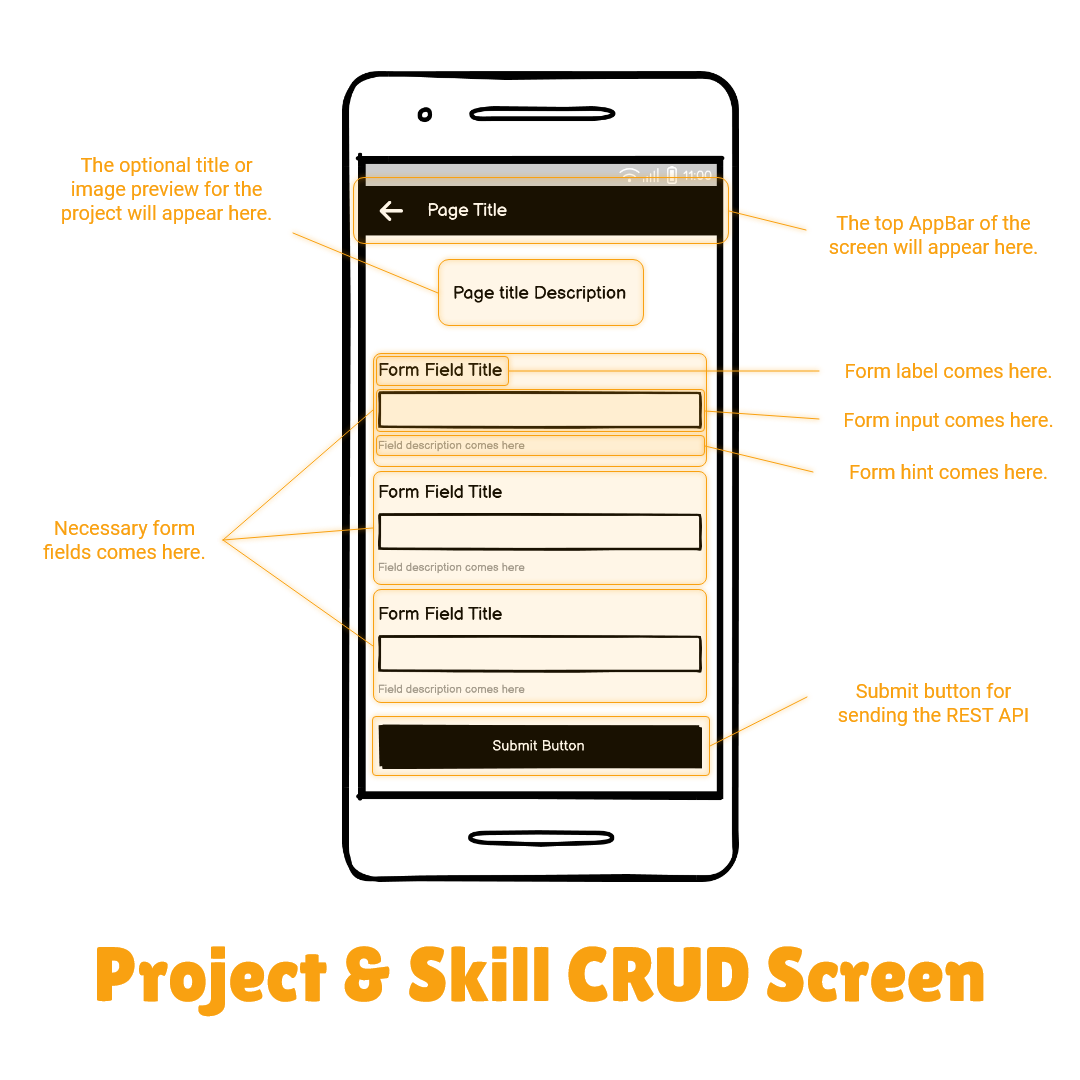 11:00
The optional title or
image preview for the
project will appear here.
Page Title
The top AppBar of the
screen will appear here.
Page title Description
Form Field Title
Form label comes here.
Form input comes here.
Field description comes here
Form hint comes here.
Form Field Title
Necessary form
fields comes here.
Field description comes here
Form Field Title
Field description comes here
Submit button for
sending the REST API
Submit Button
Project & Skill CRUD Screen